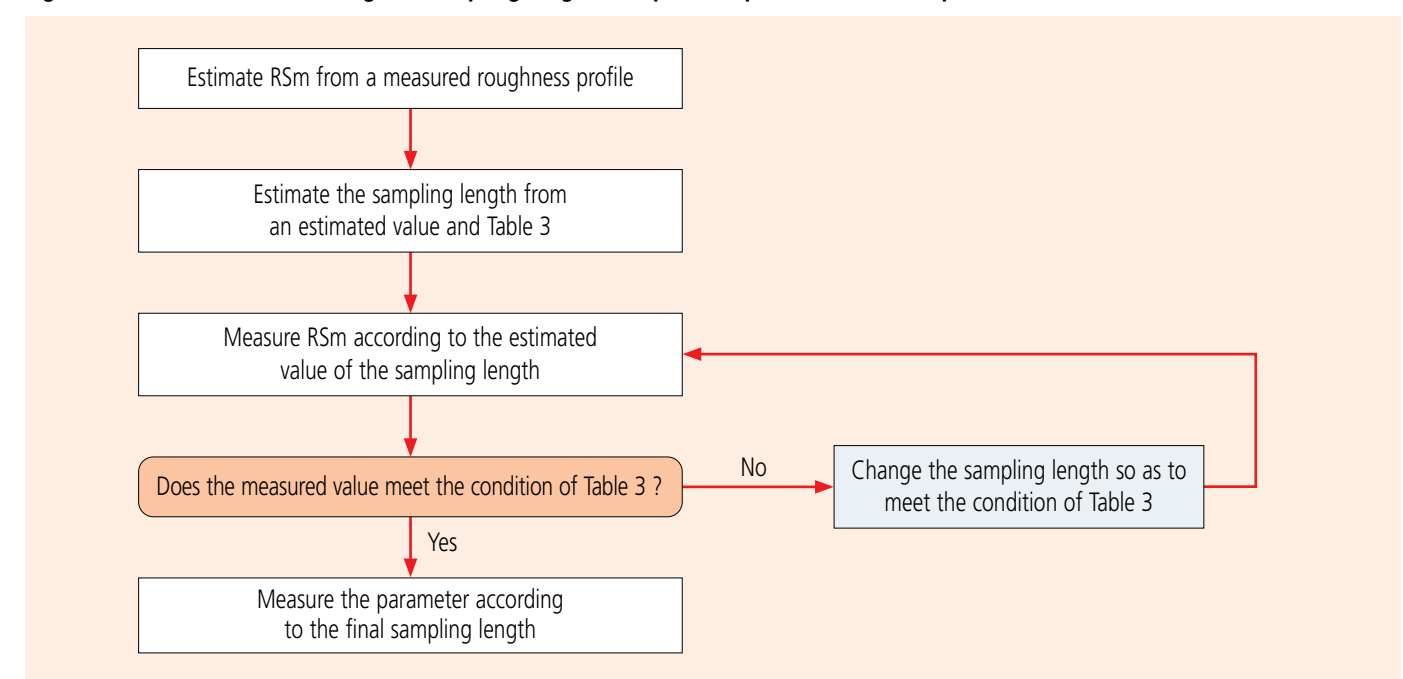 Estimate RSm from a measured roughness profile
Estimate the sampling length from
an estimated value and Table 3
Measure RSm according to the estimated
value of the sampling length
Does the measured value meet the condition of Table 3 ?
No
Change the sampling length so as to
meet the condition of Table 3
Yes
Measure the parameter according
to the final sampling length